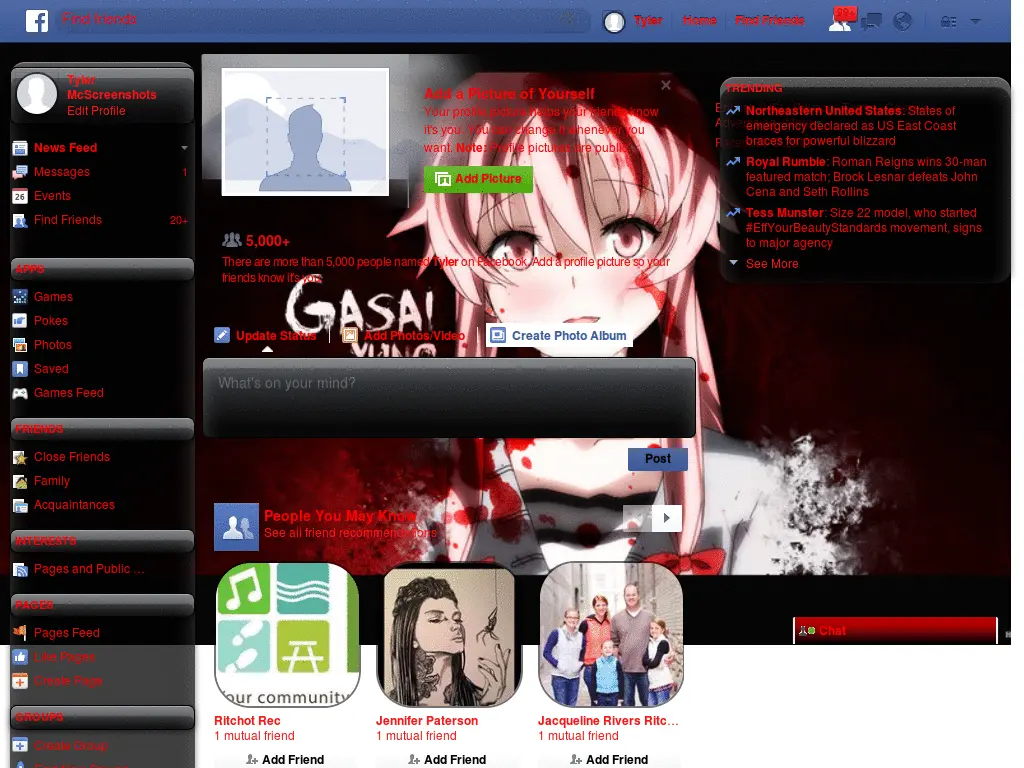 Find friends
Tyler
Home
Find Friends
99+
Tyler
McScreenshots
Edit Profile
News Feed
Messages
1
26
Events
Find Friends
20+
APPS
Games
Pokes
Photos
Saved
Games Feed
FRIENDS
Close Friends
Family
Acquaintances
INTERESTS
Pages and Public ...
PAGES
Pages Feed
Like Pages
Create Page
GROUPS
Create Group
Add a Picture of Yourself
Your profile picture helps your friends know
it's you. You can change it whenever you
want. Note: Profile pictures are public.
Add Picture
5,000+
There are more than 5,000 people named Tyler on Facebook. Add a profile picture so your
friends know it's you.
GASAI
YUNO
Update Status
Add Photos/Video
Create Photo Album
What's on your mind?
Post
People You May Know
See all friend recommendations
your community
Ritchot Rec
1 mutual friend
Add Friend
Jennifer Paterson
1 mutual friend
Add Friend
Jacqueline Rivers Ritc...
1 mutual friend
Add Friend
TRENDING
Northeastern United States: States of
emergency declared as US East Coast
braces for powerful blizzard
Royal Rumble: Roman Reigns wins 30-man
featured match; Brock Lesnar defeats John
Cena and Seth Rollins
Tess Munster: Size 22 model, who started
#EffYourBeautyStandards movement, signs
to major agency
See More
Chat